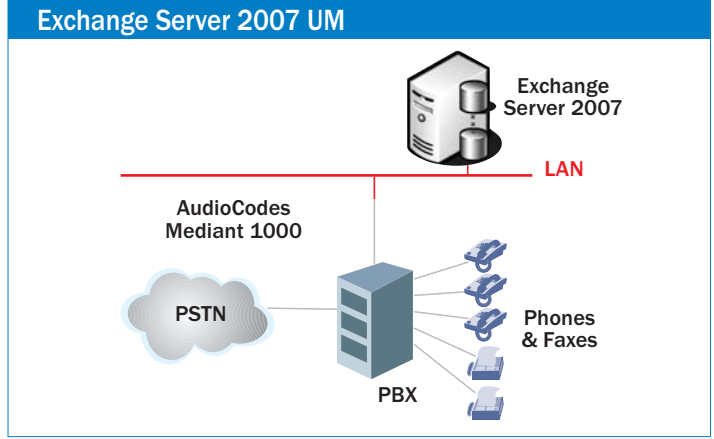 Exchange Server 2007 UM
Exchange
Server 2007
LAN
AudioCodes
Mediant 1000
PSTN
Phones
& Faxes
PBX